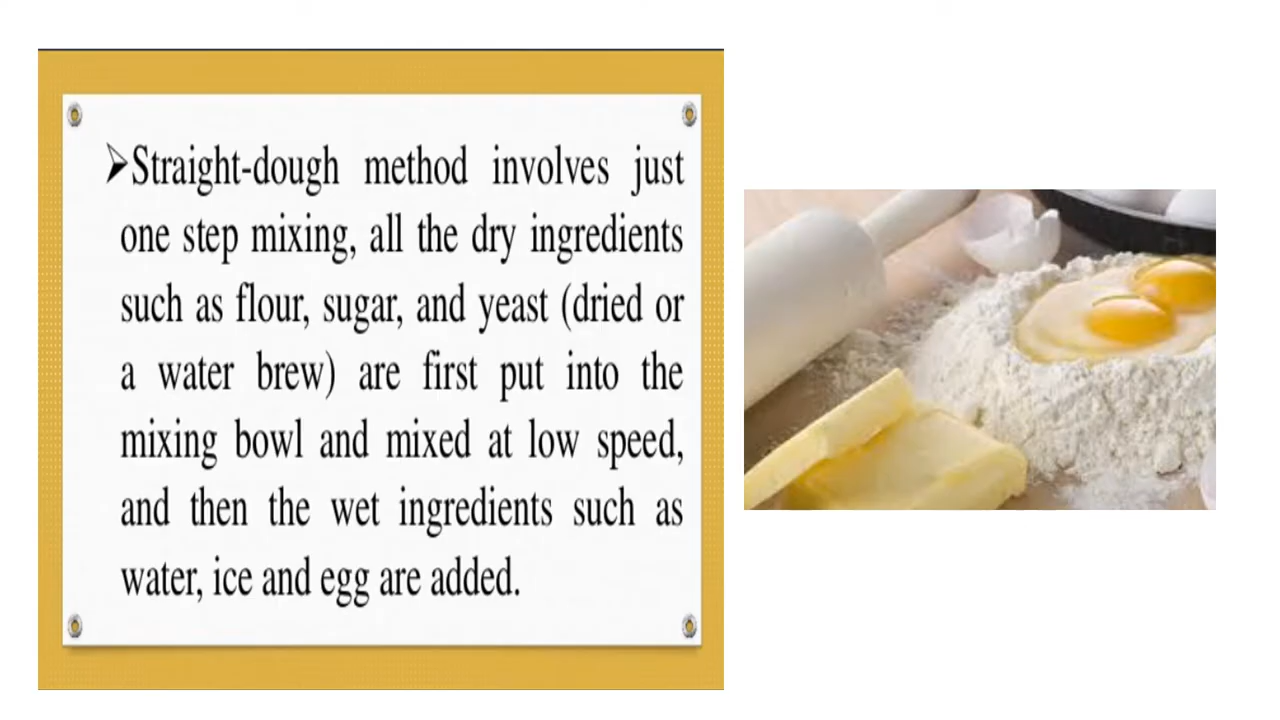 ➢Straight-dough method involves just
one step mixing, all the dry ingredients
such as flour, sugar, and yeast (dried or
a water brew) are first put into the
mixing bowl and mixed at low speed,
and then the wet ingredients such as
water, ice and egg are added.